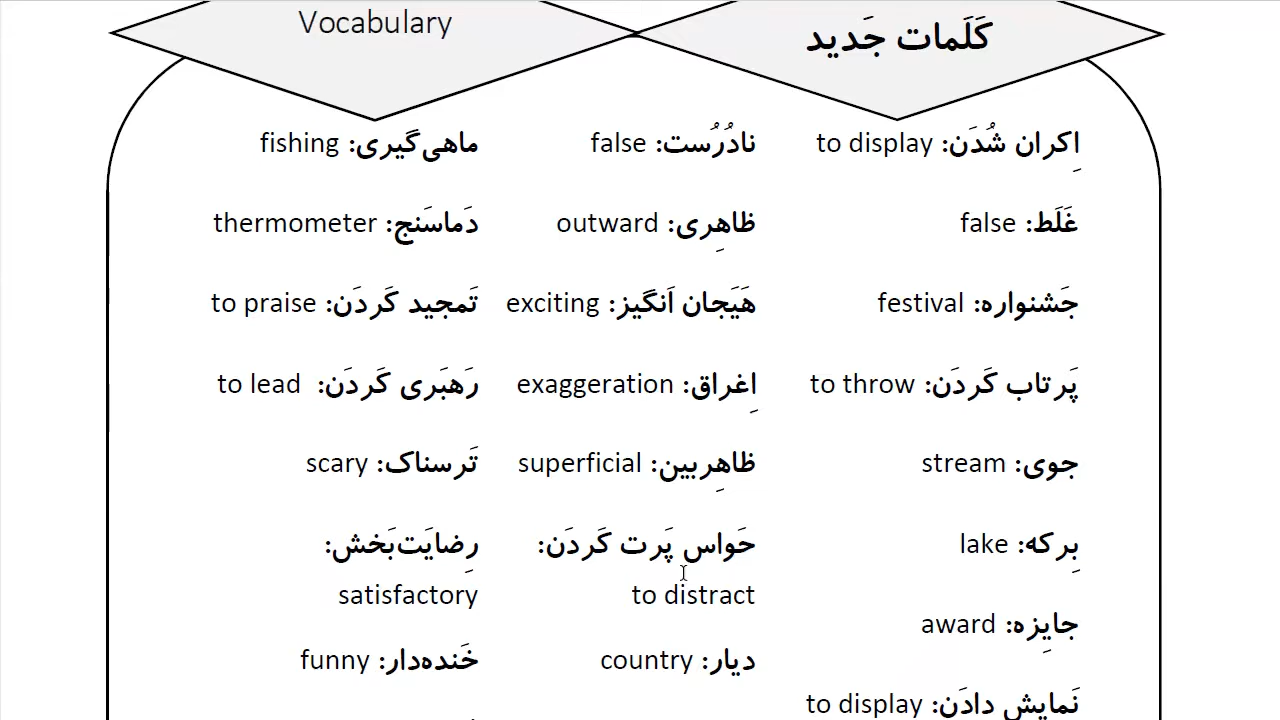 Vocabulary
کَلَمات جَدید
اِکران شُدَن: to display
غَلَط: false
جَشنواره: festival
پَرتاب کَردَن: to throw
جوی: stream
بِرکه: lake
جایِزه: award
نَمایِش دادَن: to display
نادُرُست: false
ظاهِری: outward
هَیَجان اَنگیز: exciting
اِغراق: exaggeration
ظاهِربین: superficial
حَواس پَرت کَردَن:
to distract
دیار: country
ماهی‌گیری: fishing
دَماسَنج: thermometer
تَمجید کَردَن: to praise
رَهبَری کَردَن: to lead
تَرسناک: scary
رِضایَت‌بَخش:
satisfactory
خَنده‌دار: funny